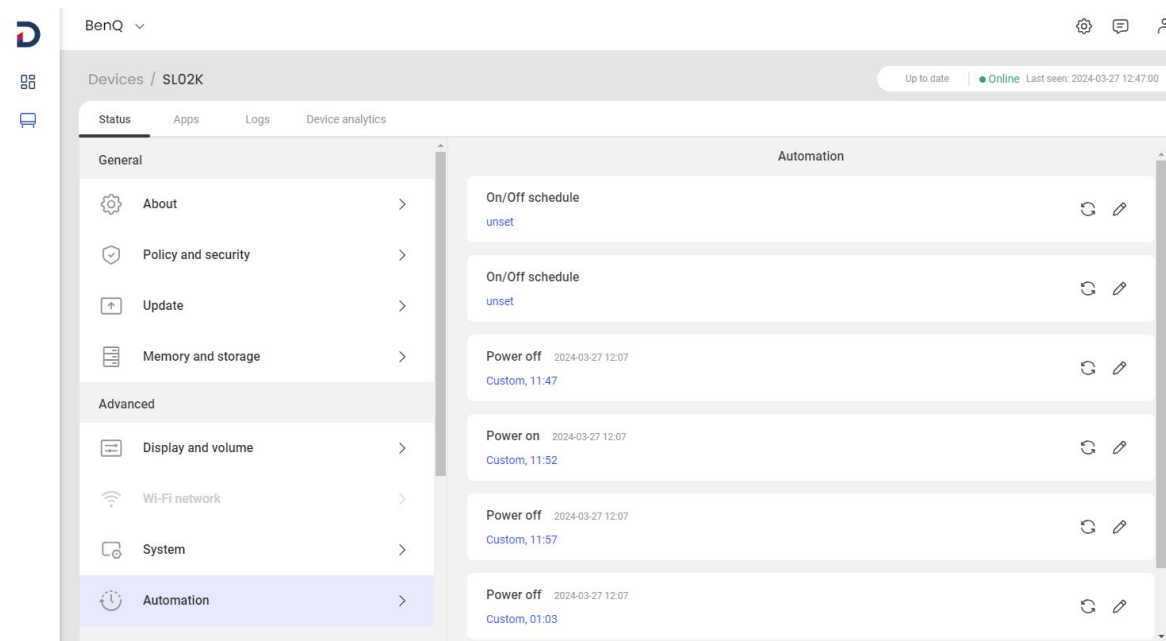 BenQ
Devices / SL02K
Up to date
Online Last seen: 2024-03-27 12:47:00
Status Apps Logs Device analytics
General
About
Policy and security
Update
Memory and storage
Advanced
Display and volume
Wi-Fi network
System
Automation
Automation
On/Off schedule
unset
On/Off schedule
unset
Power off 2024-03-27 12:07
Custom, 11:47
Power on 2024-03-27 12:07
Custom, 11:52
Power off 2024-03-27 12:07
Custom, 11:57
Power off 2024-03-27 12:07
Custom, 01:03